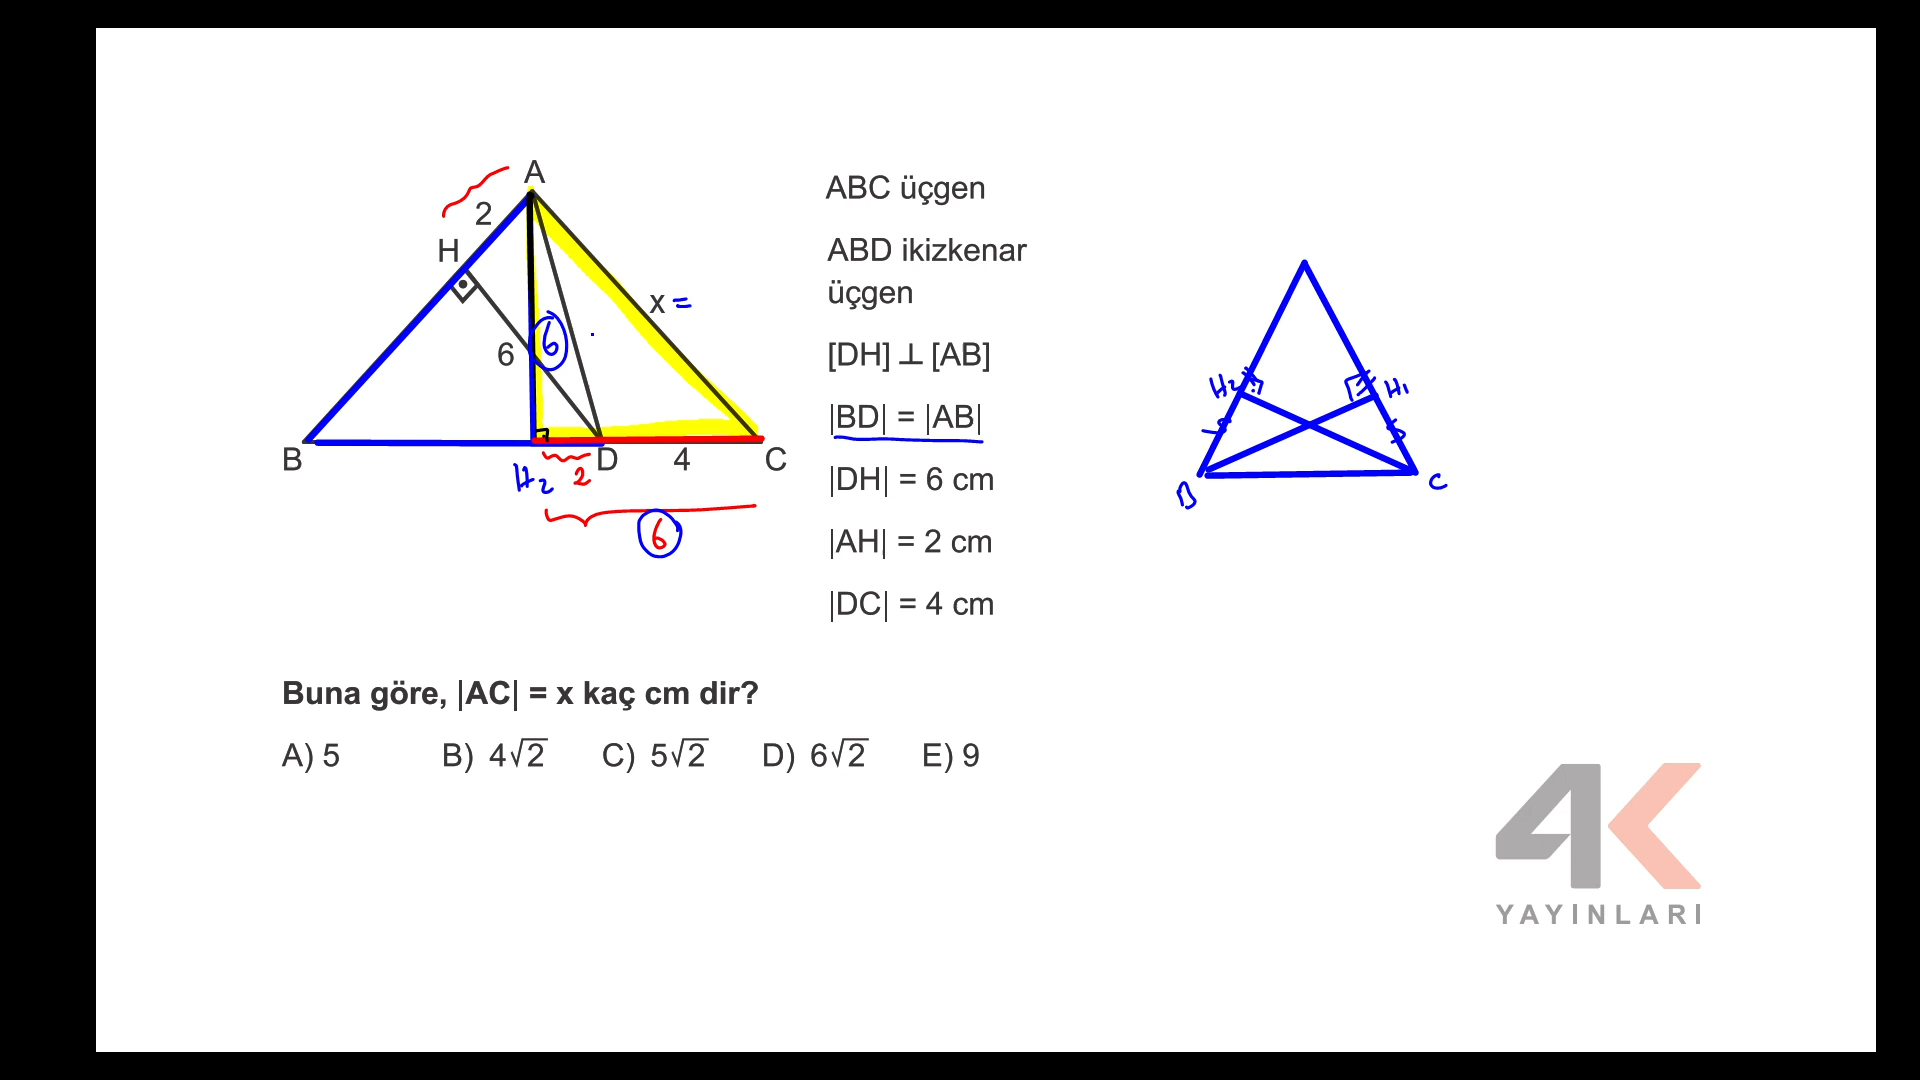 A
2
H
x =
6
6
B
H2
2
D
4
C
6
ABC üçgen
ABD ikizkenar
üçgen
[DH] ⊥ [AB]
|BD| = |AB|
|DH| = 6 cm
|AH| = 2 cm
|DC| = 4 cm
H2
H1
B
C
Buna göre, |AC| = x kaç cm dir?
A) 5 B) 4√2 C) 5√2 D) 6√2 E) 9
4K
YAYINLARI